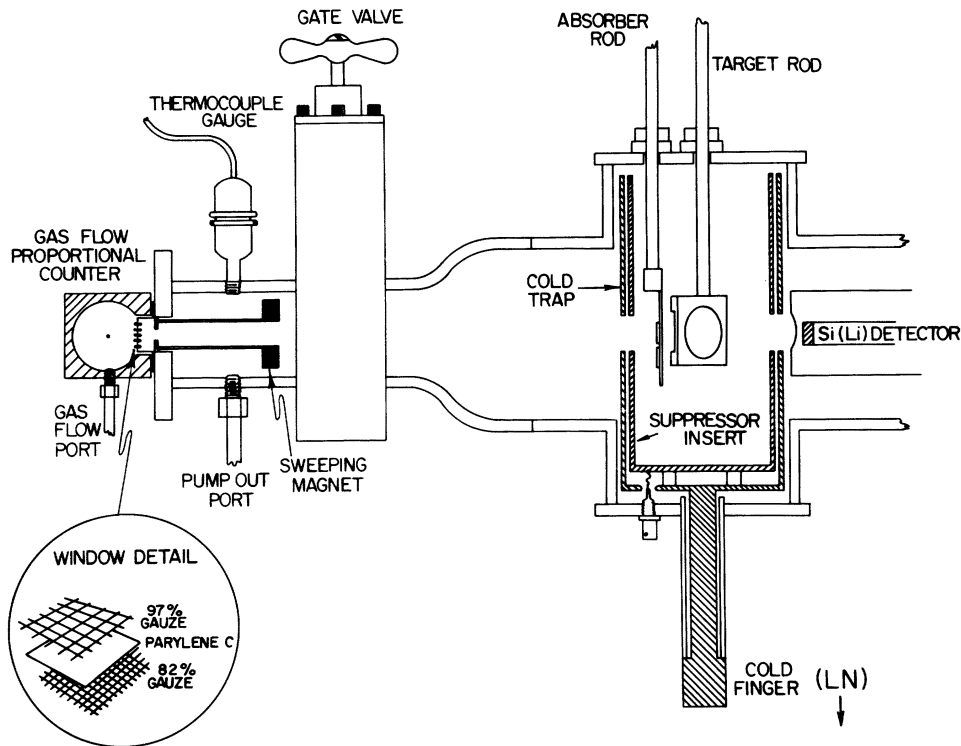 GATE VALVE
ABSORBER
ROD
TARGET ROD
THERMOCOUPLE
GAUGE
GAS FLOW
PROPORTIONAL
COUNTER
COLD
TRAP
Si(Li) DETECTOR
GAS
FLOW
PORT
PUMP OUT
PORT
SWEEPING
MAGNET
SUPPRESSOR
INSERT
WINDOW DETAIL
97%
GAUZE
PARYLENE C
82%
GAUZE
COLD
FINGER
(LN)